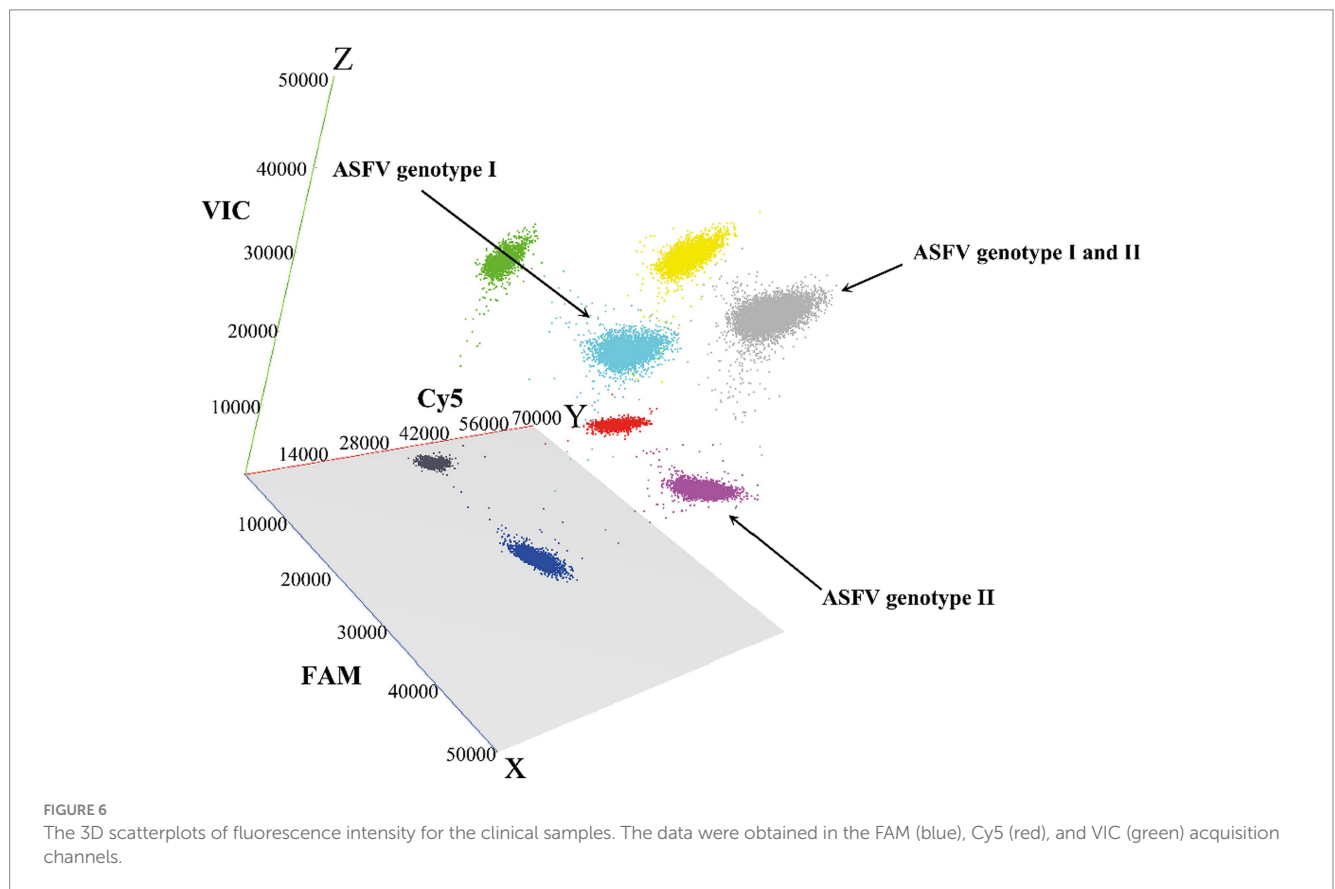 Z
50000
40000
ASFV genotype I
VIC
30000
ASFV genotype I and II
20000
Cy5
10000
14000 28000 42000 56000 70000 Y
10000
20000
30000
ASFV genotype II
FAM
40000
50000
X
FIGURE 6
The 3D scatterplots of fluorescence intensity for the clinical samples. The data were obtained in the FAM (blue), Cy5 (red), and VIC (green) acquisition
channels.